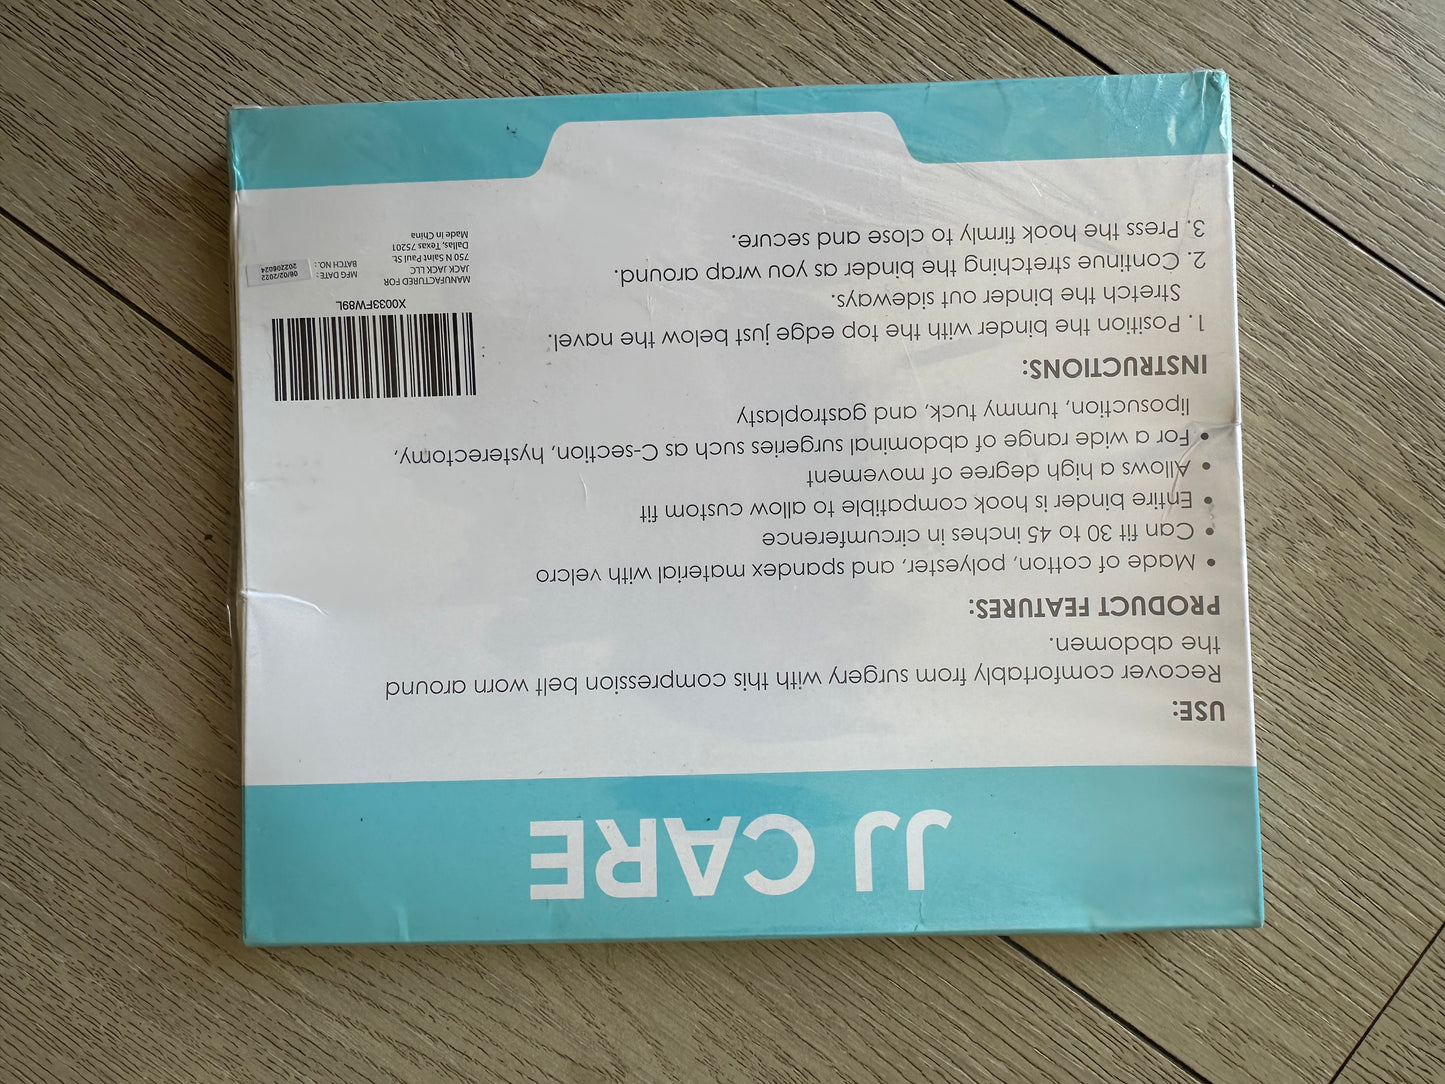 JJ CARE
USE:
Recover comfortably from surgery with this compression belt worn around
the abdomen.
PRODUCT FEATURES:
• Made of cotton, polyester, and spandex material with velcro
• Can fit 30 to 45 inches in circumference
• Entire binder is hook compatible to allow custom fit
• Allows a high degree of movement
• For a wide range of abdominal surgeries such as C-section, hysterectomy,
liposuction, tummy tuck, and gastroplasty
INSTRUCTIONS:
1. Position the binder with the top edge just below the navel.
Stretch the binder out sideways.
2. Continue stretching the binder as you wrap around.
3. Press the hook firmly to close and secure.
X0033FW89L
MANUFACTURED FOR
JACK JACK LLC
750 Saint Paul St.
Dallas, Texas 75201
Made in China
MFG DATE: 08/02/2022
BATCH NO.: 202206024